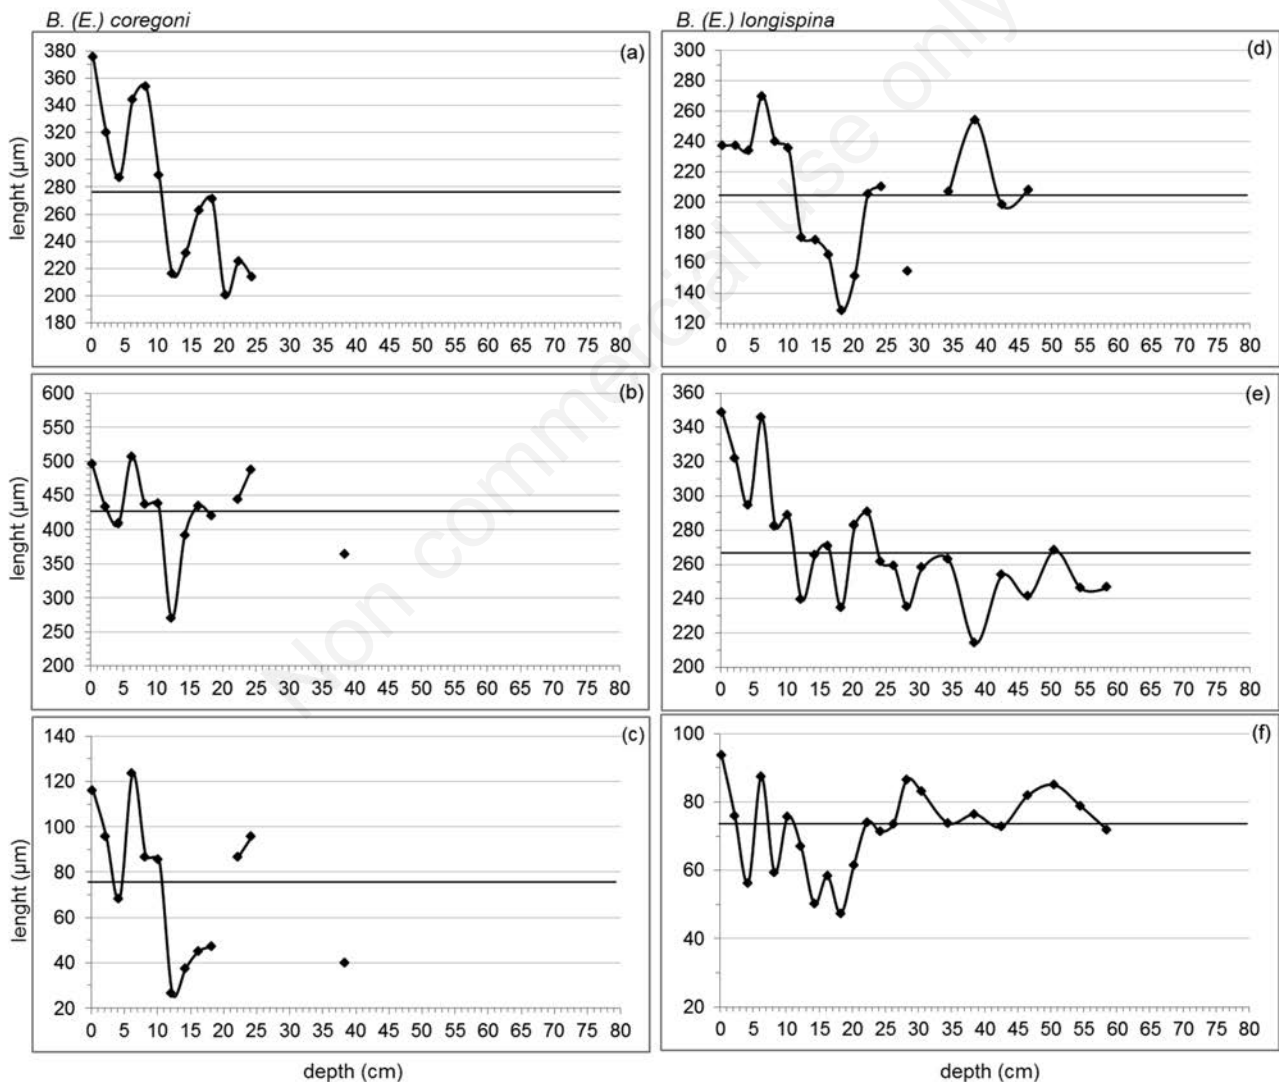 B. (E.) coregoni
B. (E.) longispina
(a)
lenght (µm)
380
360
340
320
300
280
260
240
220
200
180
0 5 10 15 20 25 30 35 40 45 50 55 60 65 70 75 80
(d)
300
280
260
240
220
200
180
160
140
120
0 5 10 15 20 25 30 35 40 45 50 55 60 65 70 75 80
(b)
lenght (µm)
600
550
500
450
400
350
300
250
200
0 5 10 15 20 25 30 35 40 45 50 55 60 65 70 75 80
(e)
360
340
320
300
280
260
240
220
200
0 5 10 15 20 25 30 35 40 45 50 55 60 65 70 75 80
(c)
lenght (µm)
140
120
100
80
60
40
20
0 5 10 15 20 25 30 35 40 45 50 55 60 65 70 75 80
depth (cm)
(f)
100
80
60
40
20
0 5 10 15 20 25 30 35 40 45 50 55 60 65 70 75 80
depth (cm)
Non commercial use only